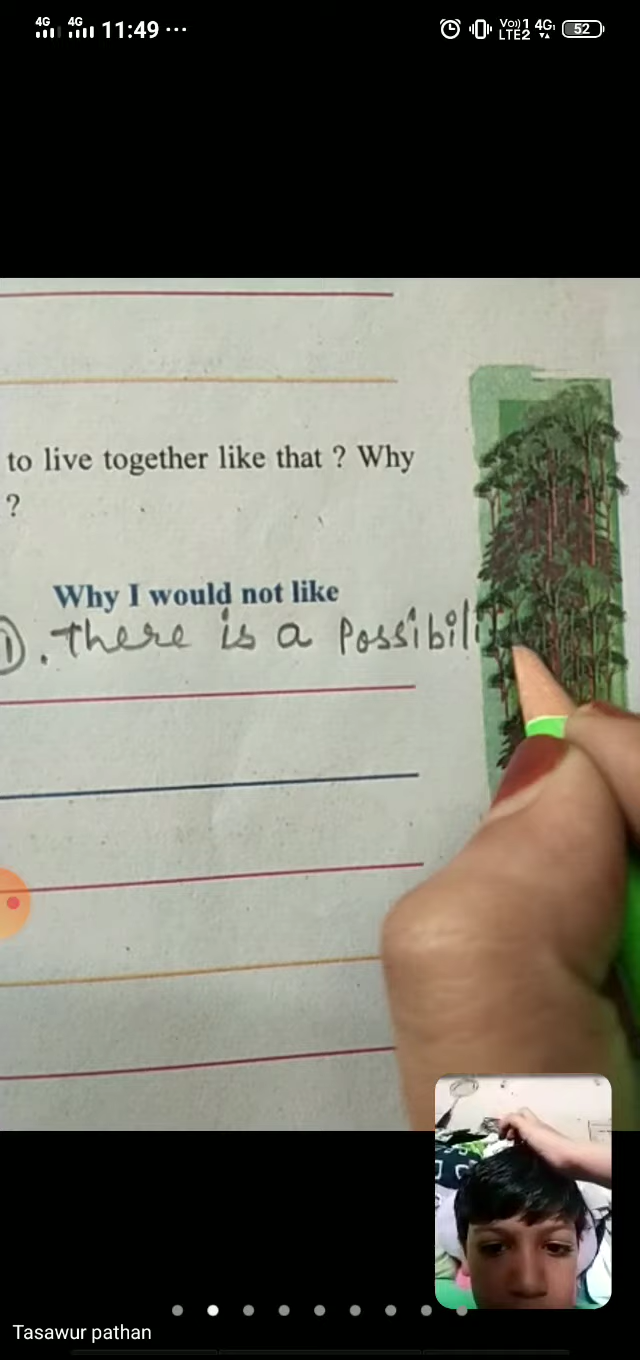 4G 4G 11:49 ... Vo)) 1 4G
LTE2 52
to live together like that ? Why
?
Why I would not like
1). There is a Possibili
Tasawur pathan